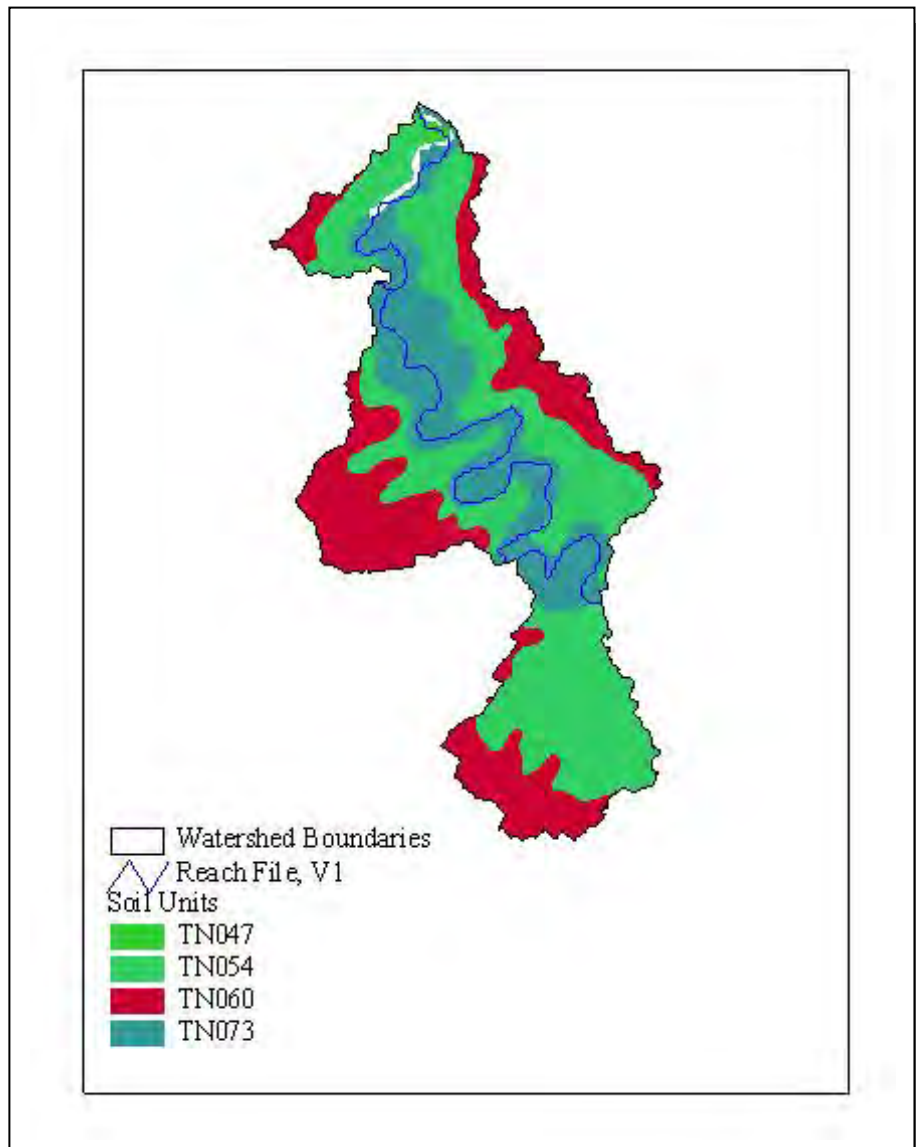 Watershed Boundaries
Reach File, V1
Soil Units
TN047
TN054
TN060
TN073